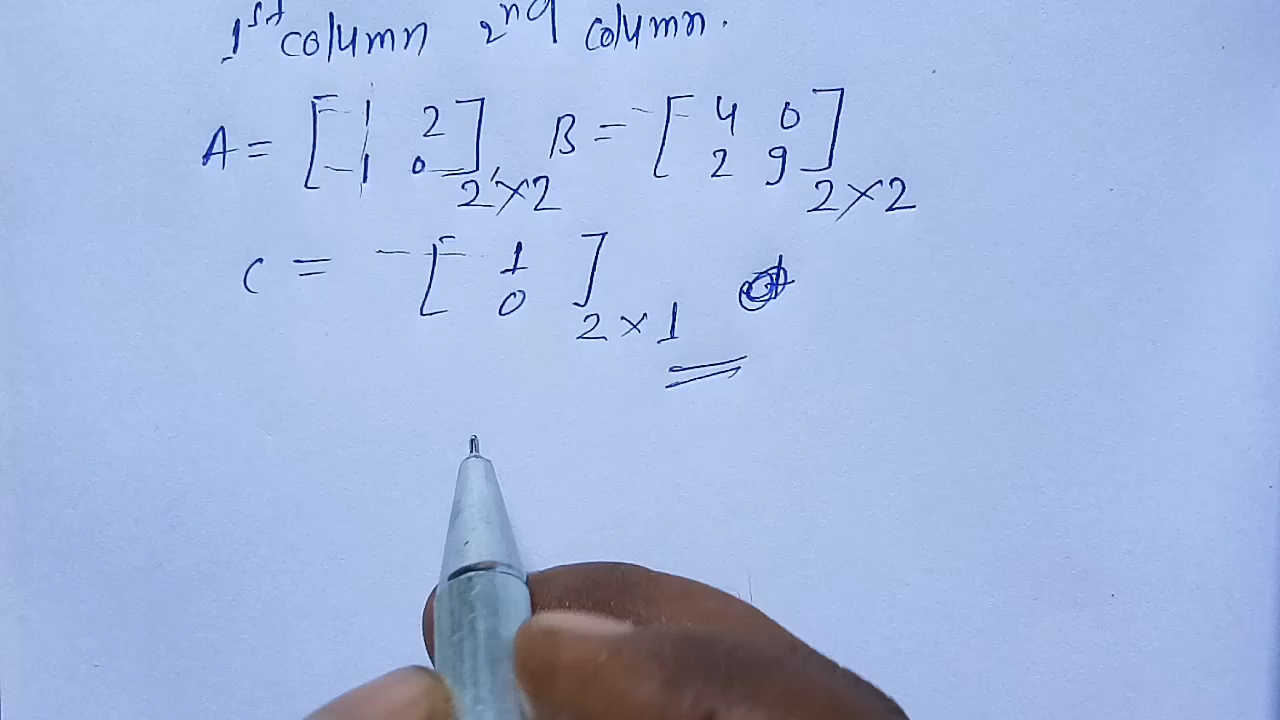 1st column 2nd column.
A = [ 1 2 ], B = [ 4 0 ]
-1 0 2×2 2 9 2×2
C = [ 1 ]
0 2×1